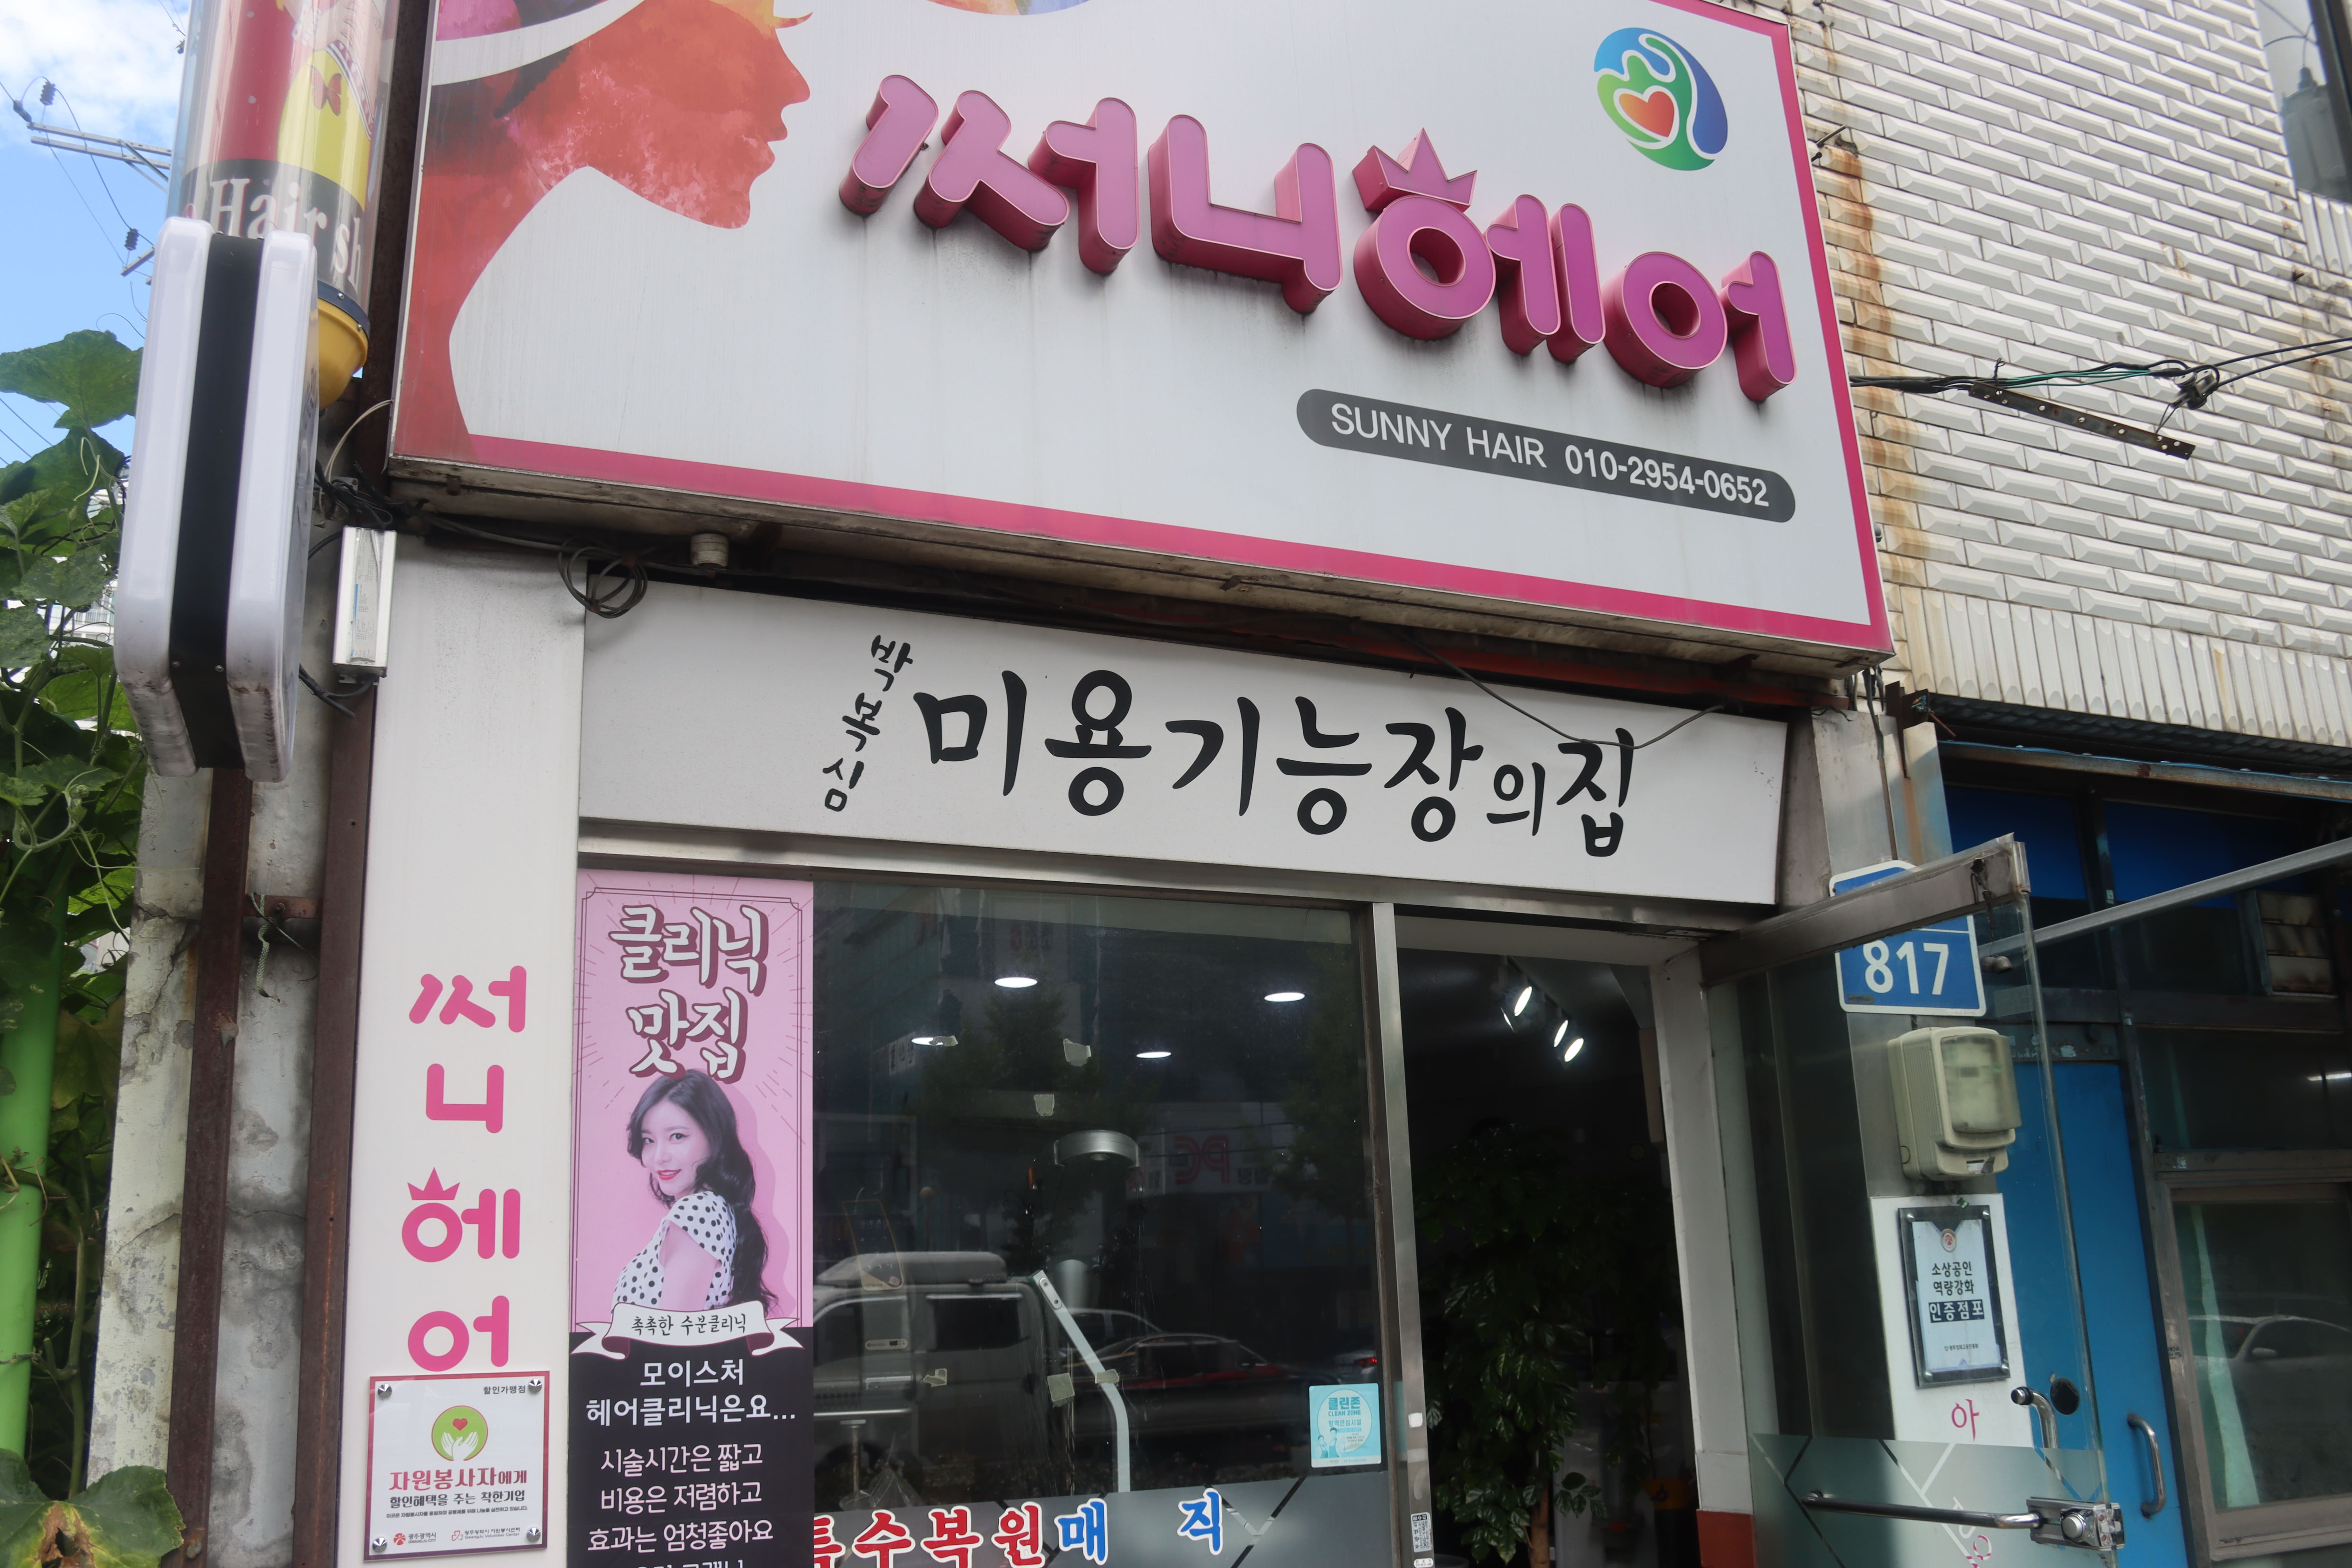 Hair sh
써니헤어
SUNNY HAIR 010-2954-0652
박복심
미용기능장의집
클리닉
맛집
촉촉한 수분클리닉
모이스처
헤어클리닉은요...
시술시간은 짧고
비용은 저렴하고
효과는 엄청좋아요
써니헤어
할인가맹점
자원봉사자에게
할인혜택을 주는 착한기업
광주광역시
특수복원매직
클린존
CLEAN ZONE
817
소상공인
역량강화
인증점포
아